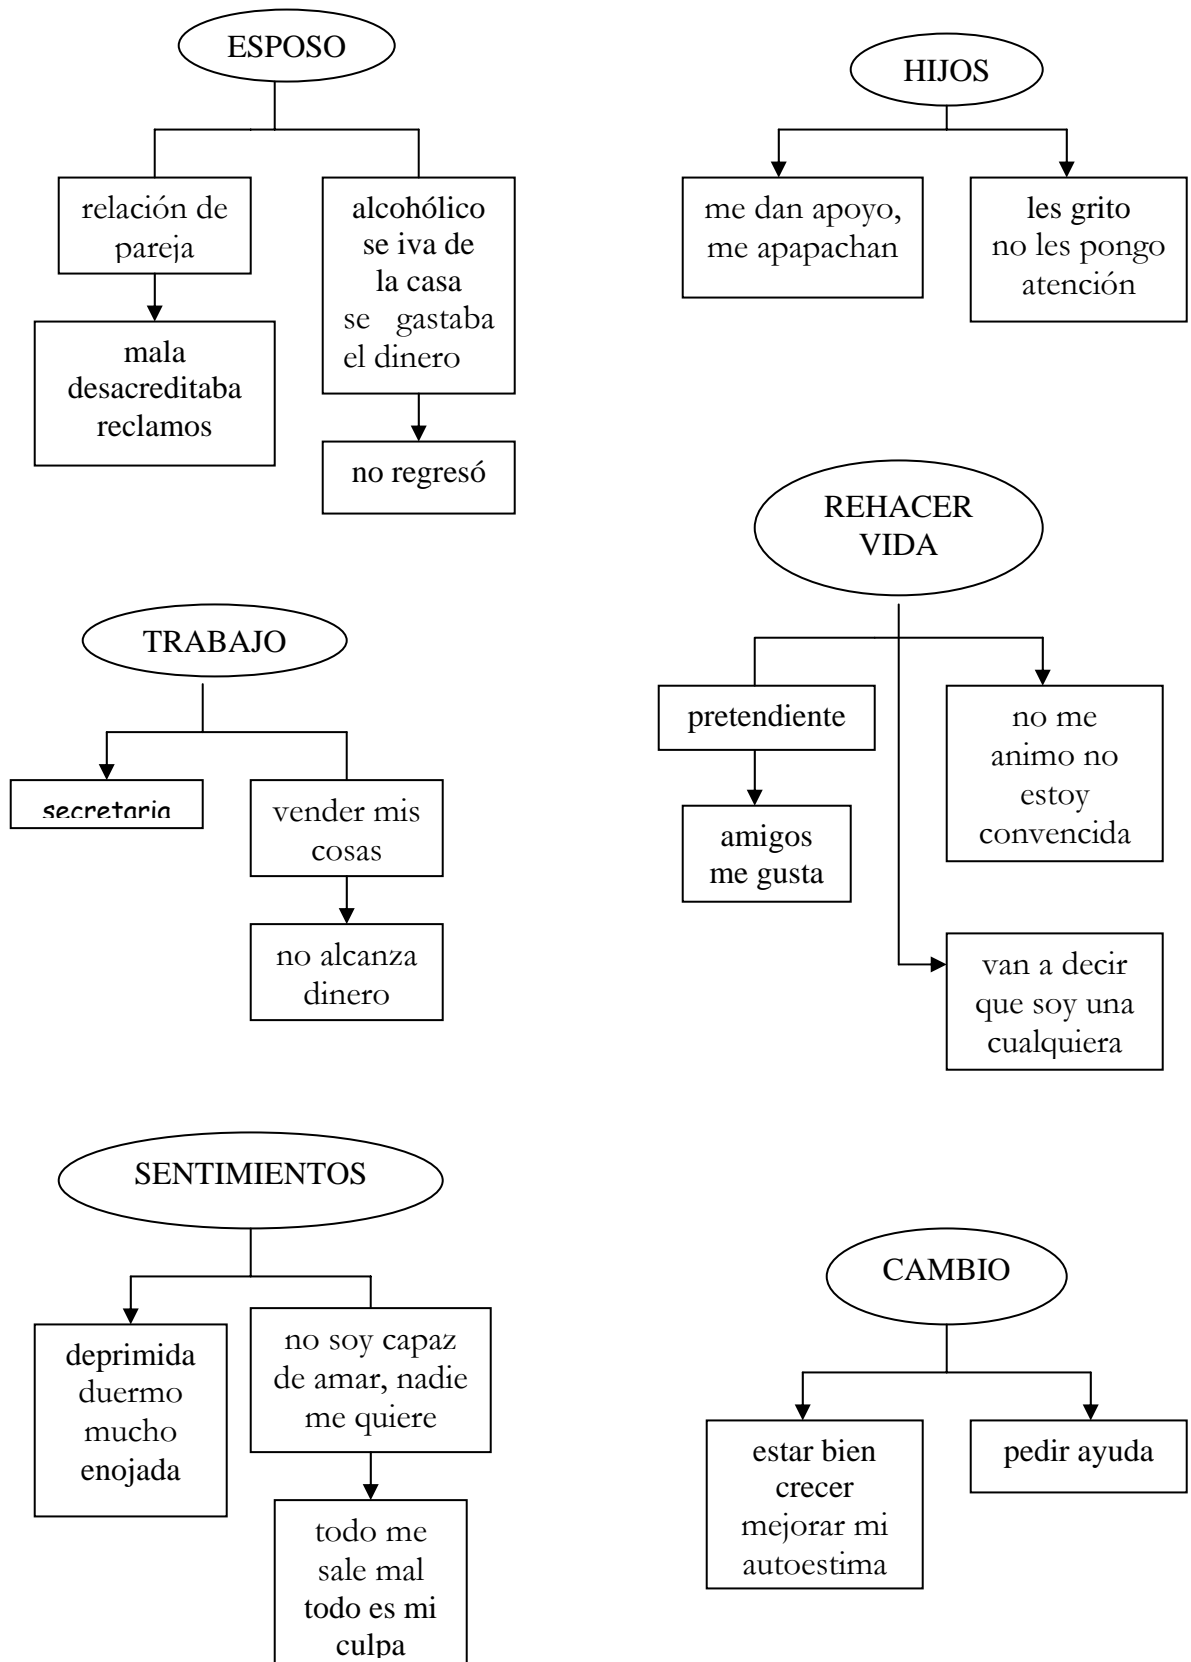 ESPOSO
relación de
pareja
mala
desacreditaba
reclamos
alcohólico
se iva de
la casa
se gastaba
el dinero
no regresó
HIJOS
me dan apoyo,
me apapachan
les grito
no les pongo
atención
REHACER
VIDA
pretendiente
amigos
me gusta
no me
animo no
estoy
convencida
van a decir
que soy una
cualquiera
TRABAJO
secretaria
vender mis
cosas
no alcanza
dinero
SENTIMIENTOS
deprimida
duermo
mucho
enojada
no soy capaz
de amar, nadie
me quiere
todo me
sale mal
todo es mi
culpa
CAMBIO
estar bien
crecer
mejorar mi
autoestima
pedir ayuda